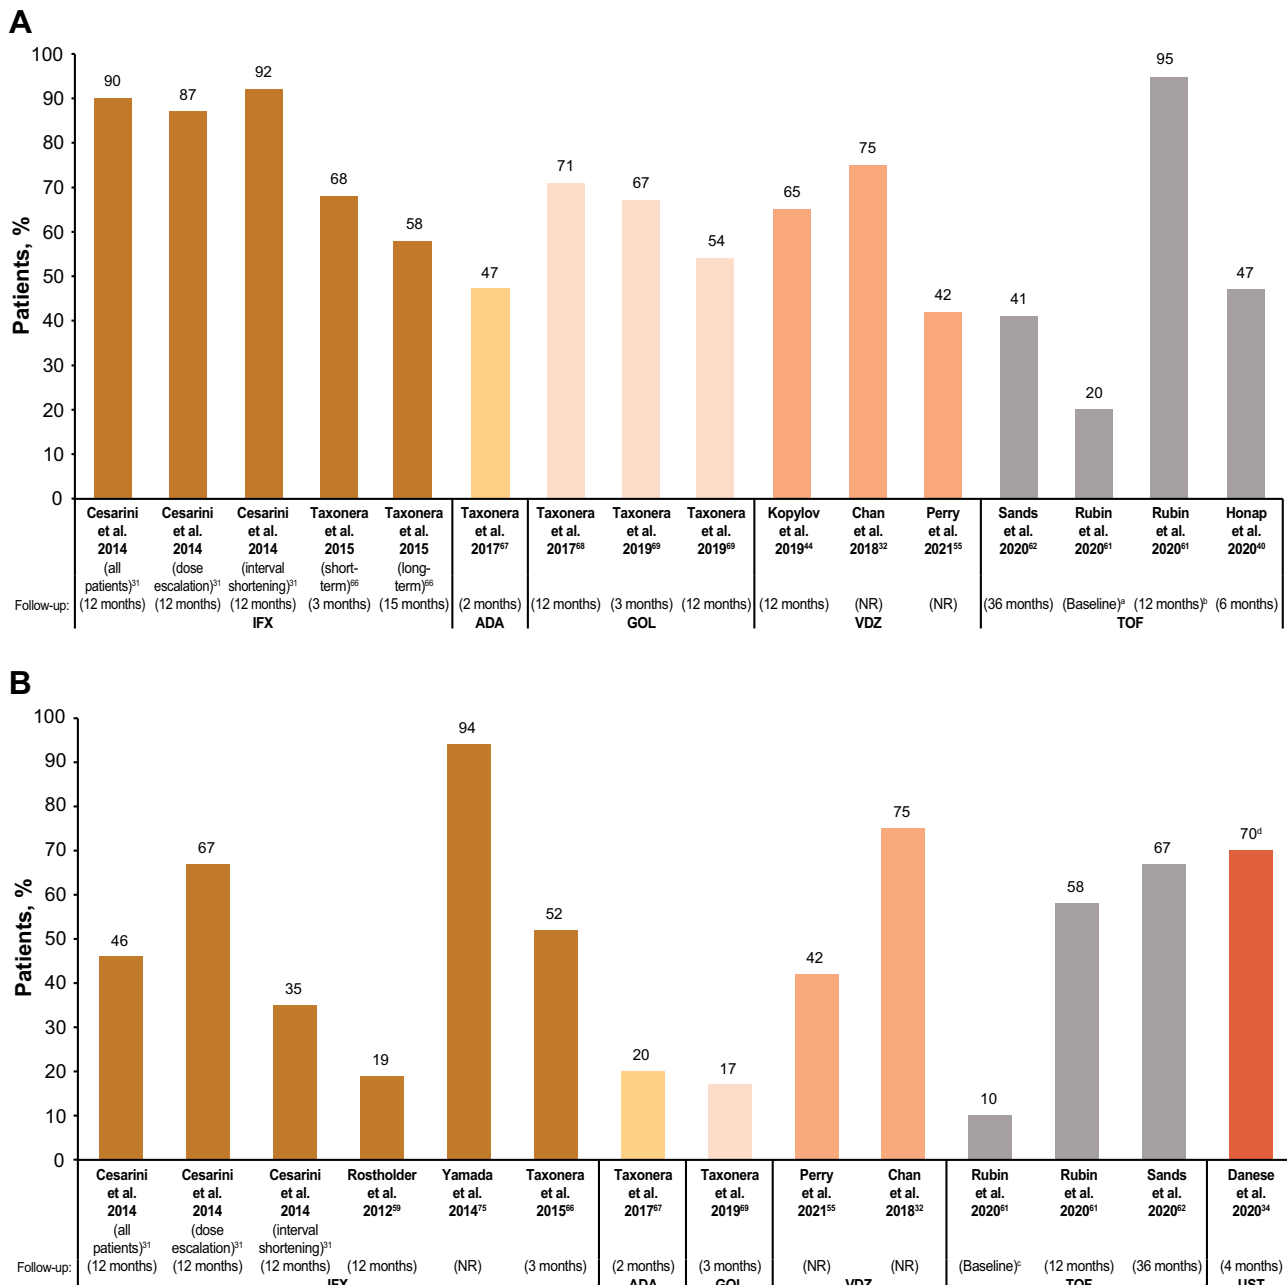 A
Patients, %
100
90
80
70
60
50
40
30
20
10
0
90
87
92
68
58
47
71
67
54
65
75
42
41
20
95
47
Cesarini et al. 2014 (all patients)³¹
Cesarini et al. 2014 (dose escalation)³¹
Cesarini et al. 2014 (interval shortening)³¹
Taxonera et al. 2015 (short-term)⁶⁶
Taxonera et al. 2015 (long-term)⁶⁶
Taxonera et al. 2017⁶⁷
Taxonera et al. 2017⁶⁸
Taxonera et al. 2019⁶⁹
Taxonera et al. 2019⁶⁹
Kopylov et al. 2019⁴⁴
Chan et al. 2018³²
Perry et al. 2021⁵⁵
Sands et al. 2020⁶²
Rubin et al. 2020⁶¹
Rubin et al. 2020⁶¹
Honap et al. 2020⁴⁰
Follow-up: (12 months) (12 months) (12 months) (3 months) (15 months) (2 months) (12 months) (3 months) (12 months) (12 months) (NR) (NR) (36 months) (Baseline)ᵃ (12 months)ᵇ (6 months)
IFX ADA GOL VDZ TOF
B
Patients, %
100
90
80
70
60
50
40
30
20
10
0
46
67
35
19
94
52
20
17
42
75
10
58
67
70ᵈ
Cesarini et al. 2014 (all patients)³¹
Cesarini et al. 2014 (dose escalation)³¹
Cesarini et al. 2014 (interval shortening)³¹
Rostholder et al. 2012⁵⁹
Yamada et al. 2014⁷⁵
Taxonera et al. 2015⁶⁶
Taxonera et al. 2017⁶⁷
Taxonera et al. 2019⁶⁹
Perry et al. 2021⁵⁵
Chan et al. 2018³²
Rubin et al. 2020⁶¹
Rubin et al. 2020⁶¹
Sands et al. 2020⁶²
Danese et al. 2020³⁴
Follow-up: (12 months) (12 months) (12 months) (12 months) (NR) (3 months) (2 months) (3 months) (NR) (NR) (Baseline)ᶜ (12 months) (36 months) (4 months)
IFX ADA GOL VDZ TOF UST